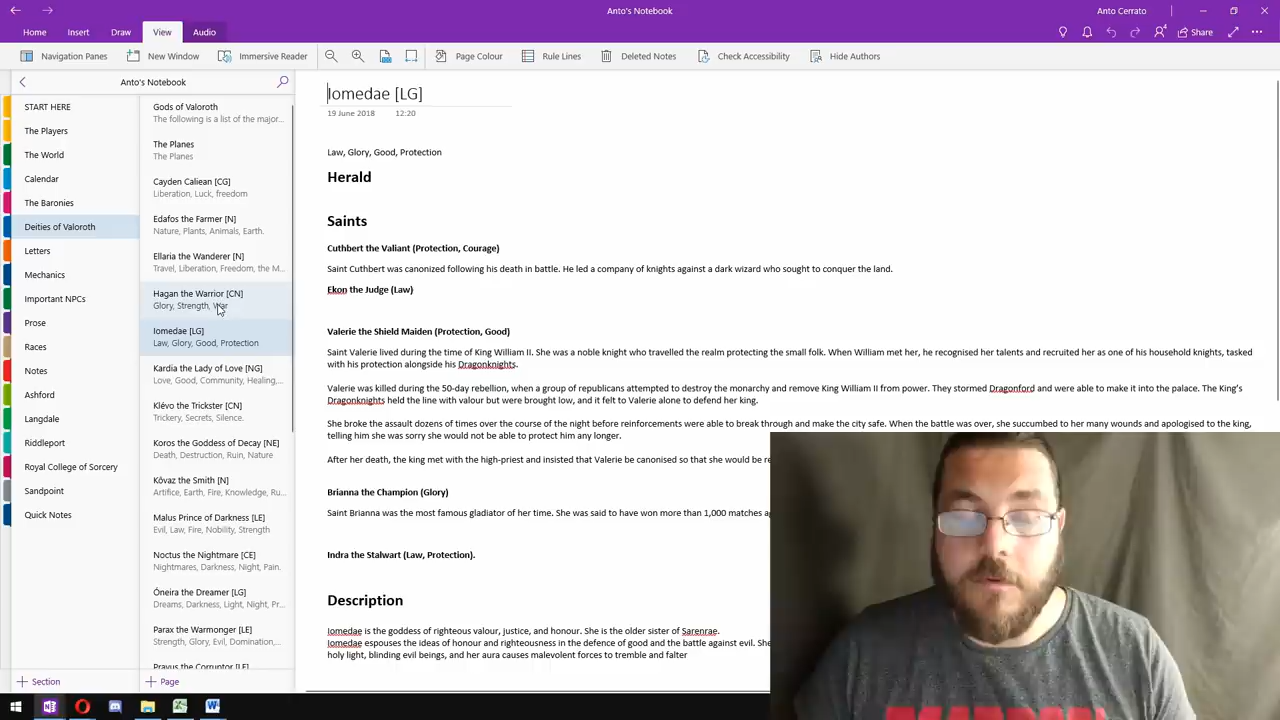 Anto's Notebook
Anto Cerrato
Home
Insert
Draw
View
Audio
Share
Navigation Panes
New Window
Immersive Reader
Page Colour
Rule Lines
Deleted Notes
Check Accessibility
Hide Authors
Anto's Notebook
START HERE
The Players
The World
Calendar
The Baronies
Deities of Valoroth
Letters
Mechanics
Important NPCs
Prose
Races
Notes
Ashford
Langdale
Riddleport
Royal College of Sorcery
Sandpoint
Quick Notes
+ Section
Gods of Valoroth
The following is a list of the major...
The Planes
The Planes
Cayden Caliean [CG]
Liberation, Luck, freedom
Edafos the Farmer [N]
Nature, Plants, Animals, Earth.
Ellaria the Wanderer [N]
Travel, Liberation, Freedom, the M...
Hagan the Warrior [CN]
Glory, Strength, War
Iomedae [LG]
Law, Glory, Good, Protection
Kardia the Lady of Love [NG]
Love, Good, Community, Healing,...
Klévo the Trickster [CN]
Trickery, Secrets, Silence.
Koros the Goddess of Decay [NE]
Death, Destruction, Ruin, Nature
Kôvaz the Smith [N]
Artifice, Earth, Fire, Knowledge, Ru...
Malus Prince of Darkness [LE]
Evil, Law, Fire, Nobility, Strength
Noctus the Nightmare [CE]
Nightmares, Darkness, Night, Pain.
Óneira the Dreamer [LG]
Dreams, Darkness, Light, Night, Pr...
Parax the Warmonger [LE]
Strength, Glory, Evil, Domination,...
Pravus the Corruptor [LE]
+ Page
Iomedae [LG]
19 June 2018 12:20
Law, Glory, Good, Protection
Herald
Saints
Cuthbert the Valiant (Protection, Courage)
Saint Cuthbert was canonized following his death in battle. He led a company of knights against a dark wizard who sought to conquer the land.
Ekon the Judge (Law)
Valerie the Shield Maiden (Protection, Good)
Saint Valerie lived during the time of King William II. She was a noble knight who travelled the realm protecting the small folk. When William met her, he recognised her talents and recruited her as one of his household knights, tasked
with his protection alongside his Dragonknights.
Valerie was killed during the 50-day rebellion, when a group of republicans attempted to destroy the monarchy and remove King William II from power. They stormed Dragonford and were able to make it into the palace. The King's
Dragonknights held the line with valour but were brought low, and it felt to Valerie alone to defend her king.
She broke the assault dozens of times over the course of the night before reinforcements were able to break through and make the city safe. When the battle was over, she succumbed to her many wounds and apologised to the king,
telling him she was sorry she would not be able to protect him any longer.
After her death, the king met with the high-priest and insisted that Valerie be canonised so that she would be re
Brianna the Champion (Glory)
Saint Brianna was the most famous gladiator of her time. She was said to have won more than 1,000 matches ag
Indra the Stalwart (Law, Protection).
Description
Iomedae is the goddess of righteous valour, justice, and honour. She is the older sister of Sarenrae.
Iomedae espouses the ideas of honour and righteousness in the defence of good and the battle against evil. She
holy light, blinding evil beings, and her aura causes malevolent forces to tremble and falter